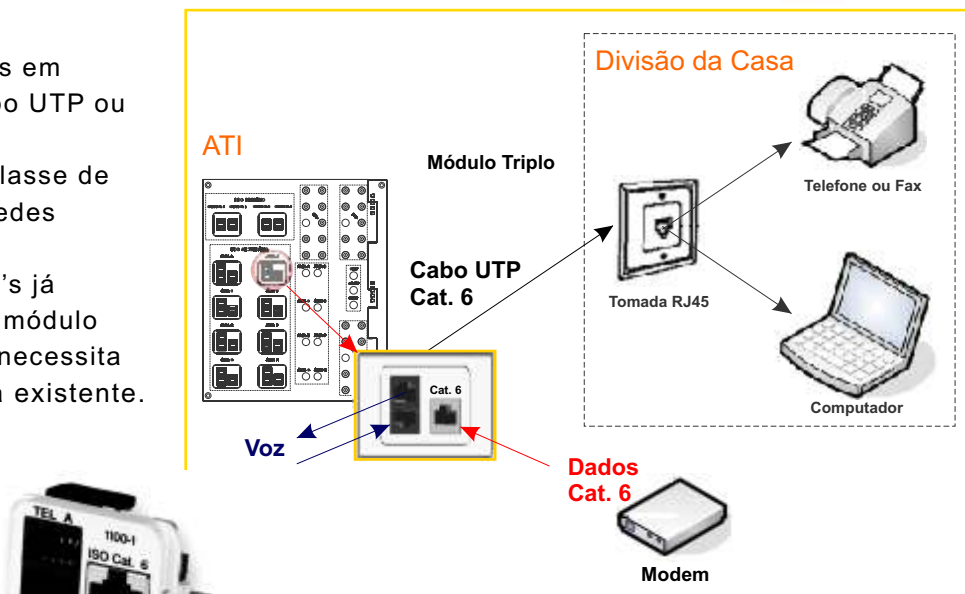 s em
o UTP ou
lasse de
edes
's já
módulo
necessita
a existente.
ATI
Módulo Triplo
Cabo UTP
Cat. 6
Cat. 6
Voz
Dados
Cat. 6
Modem
Divisão da Casa
Telefone ou Fax
Tomada RJ45
Computador
TEL A
1100-1
ISO Cat. 6